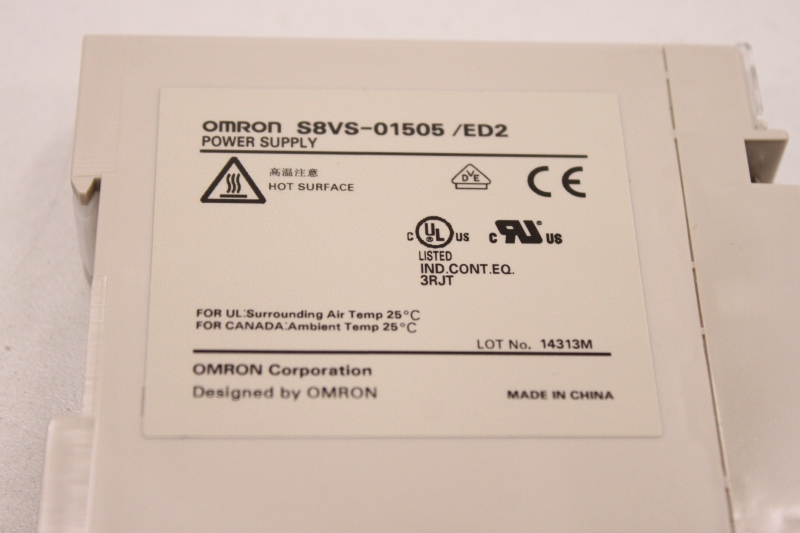 OMRON S8VS-01505 /ED2
POWER SUPPLY
高温注意
HOT SURFACE
DVE
CE
C UL US
LISTED
IND.CONT.EQ.
3RJT
c RU US
FOR UL:Surrounding Air Temp 25°C
FOR CANADA:Ambient Temp 25°C
LOT No. 14313M
OMRON Corporation
Designed by OMRON
MADE IN CHINA